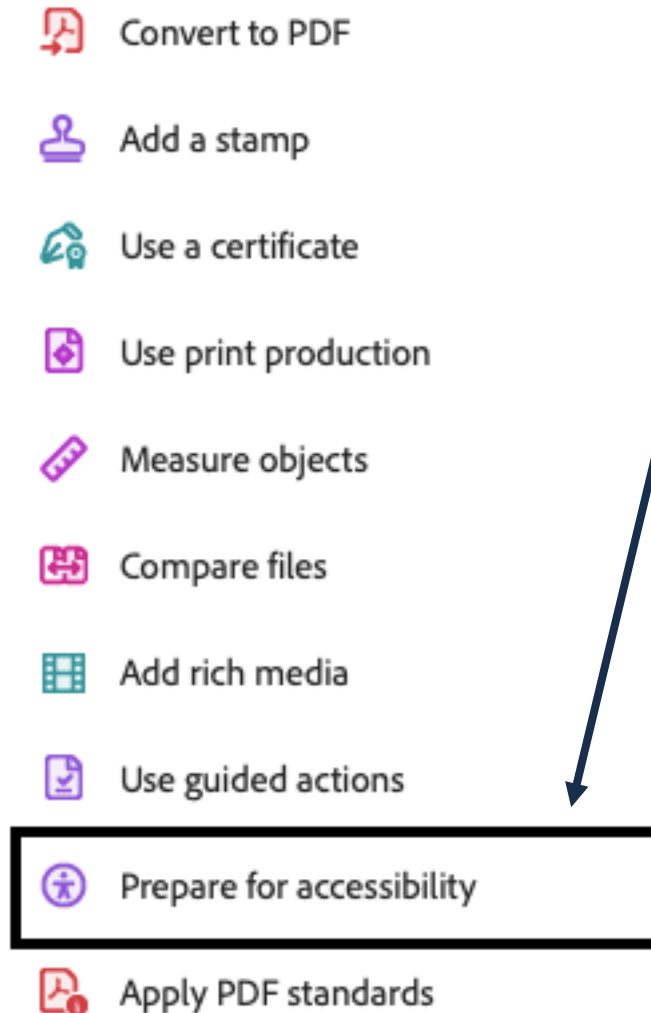 Convert to PDF
Add a stamp
Use a certificate
Use print production
Measure objects
Compare files
Add rich media
Use guided actions
Prepare for accessibility
Apply PDF standards